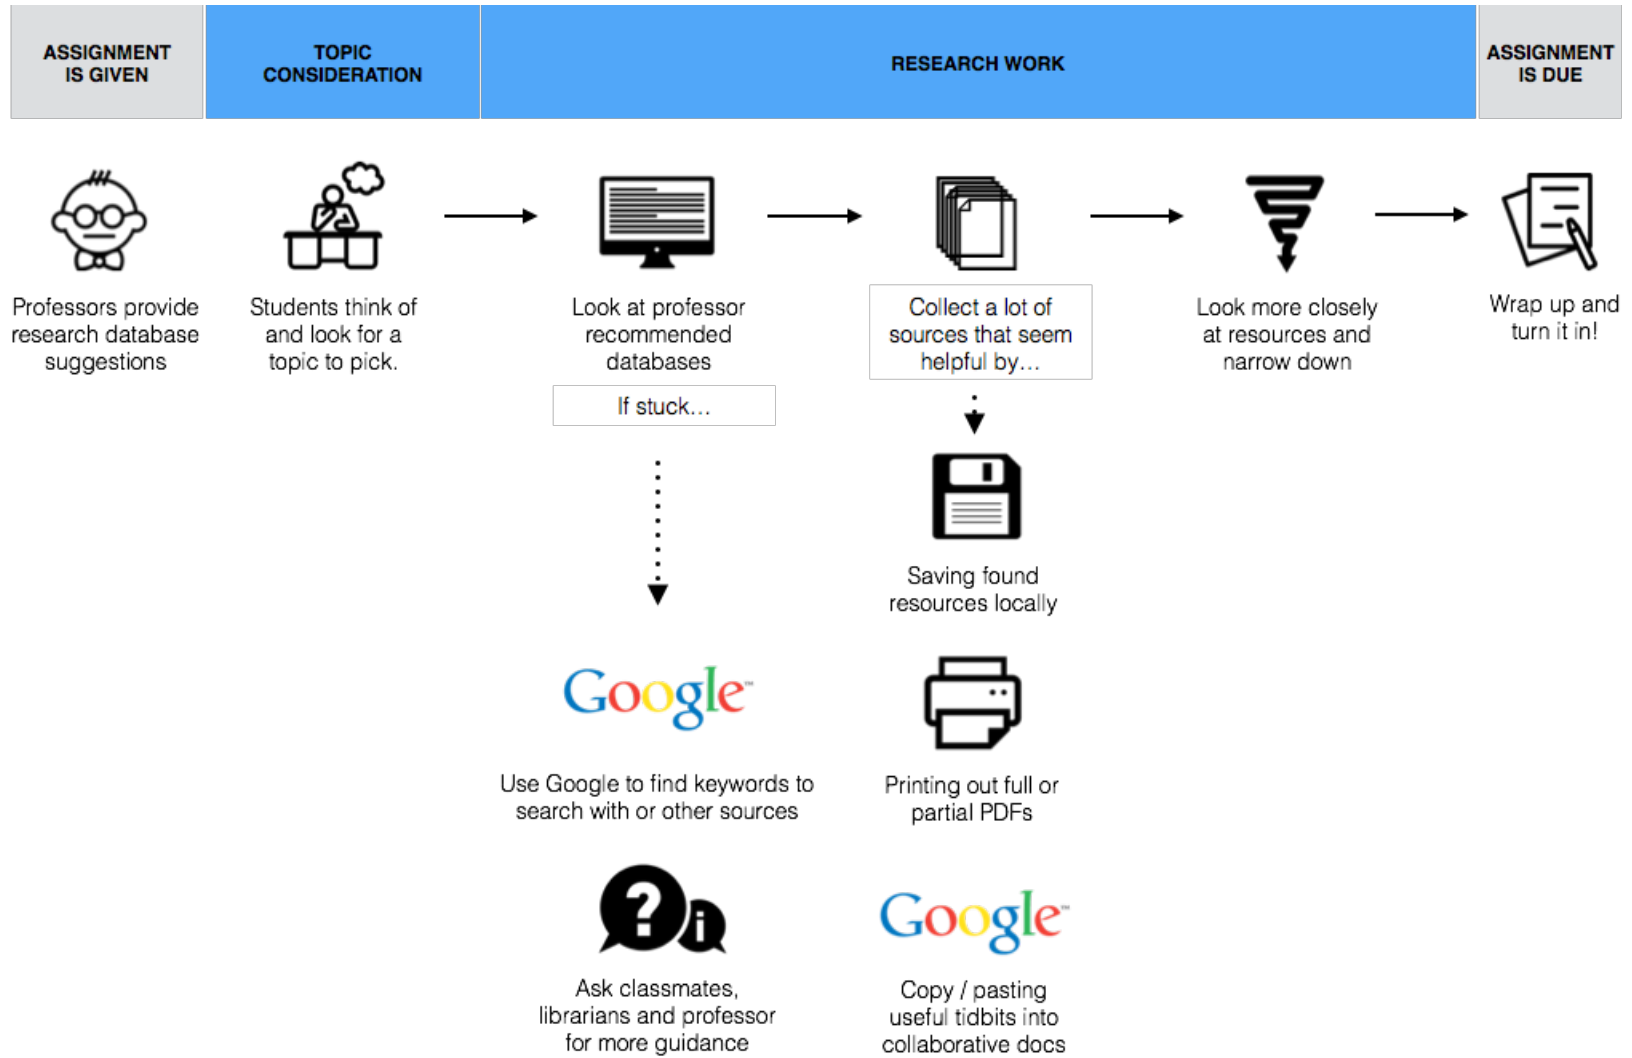 ASSIGNMENT
IS GIVEN
TOPIC
CONSIDERATION
RESEARCH WORK
ASSIGNMENT
IS DUE
Professors provide
research database
suggestions
Students think of
and look for a
topic to pick.
Look at professor
recommended
databases
If stuck…
Google™
Use Google to find keywords to
search with or other sources
?
i
Ask classmates,
librarians and professor
for more guidance
Collect a lot of
sources that seem
helpful by…
Saving found
resources locally
Printing out full or
partial PDFs
Google™
Copy / pasting
useful tidbits into
collaborative docs
Look more closely
at resources and
narrow down
Wrap up and
turn it in!